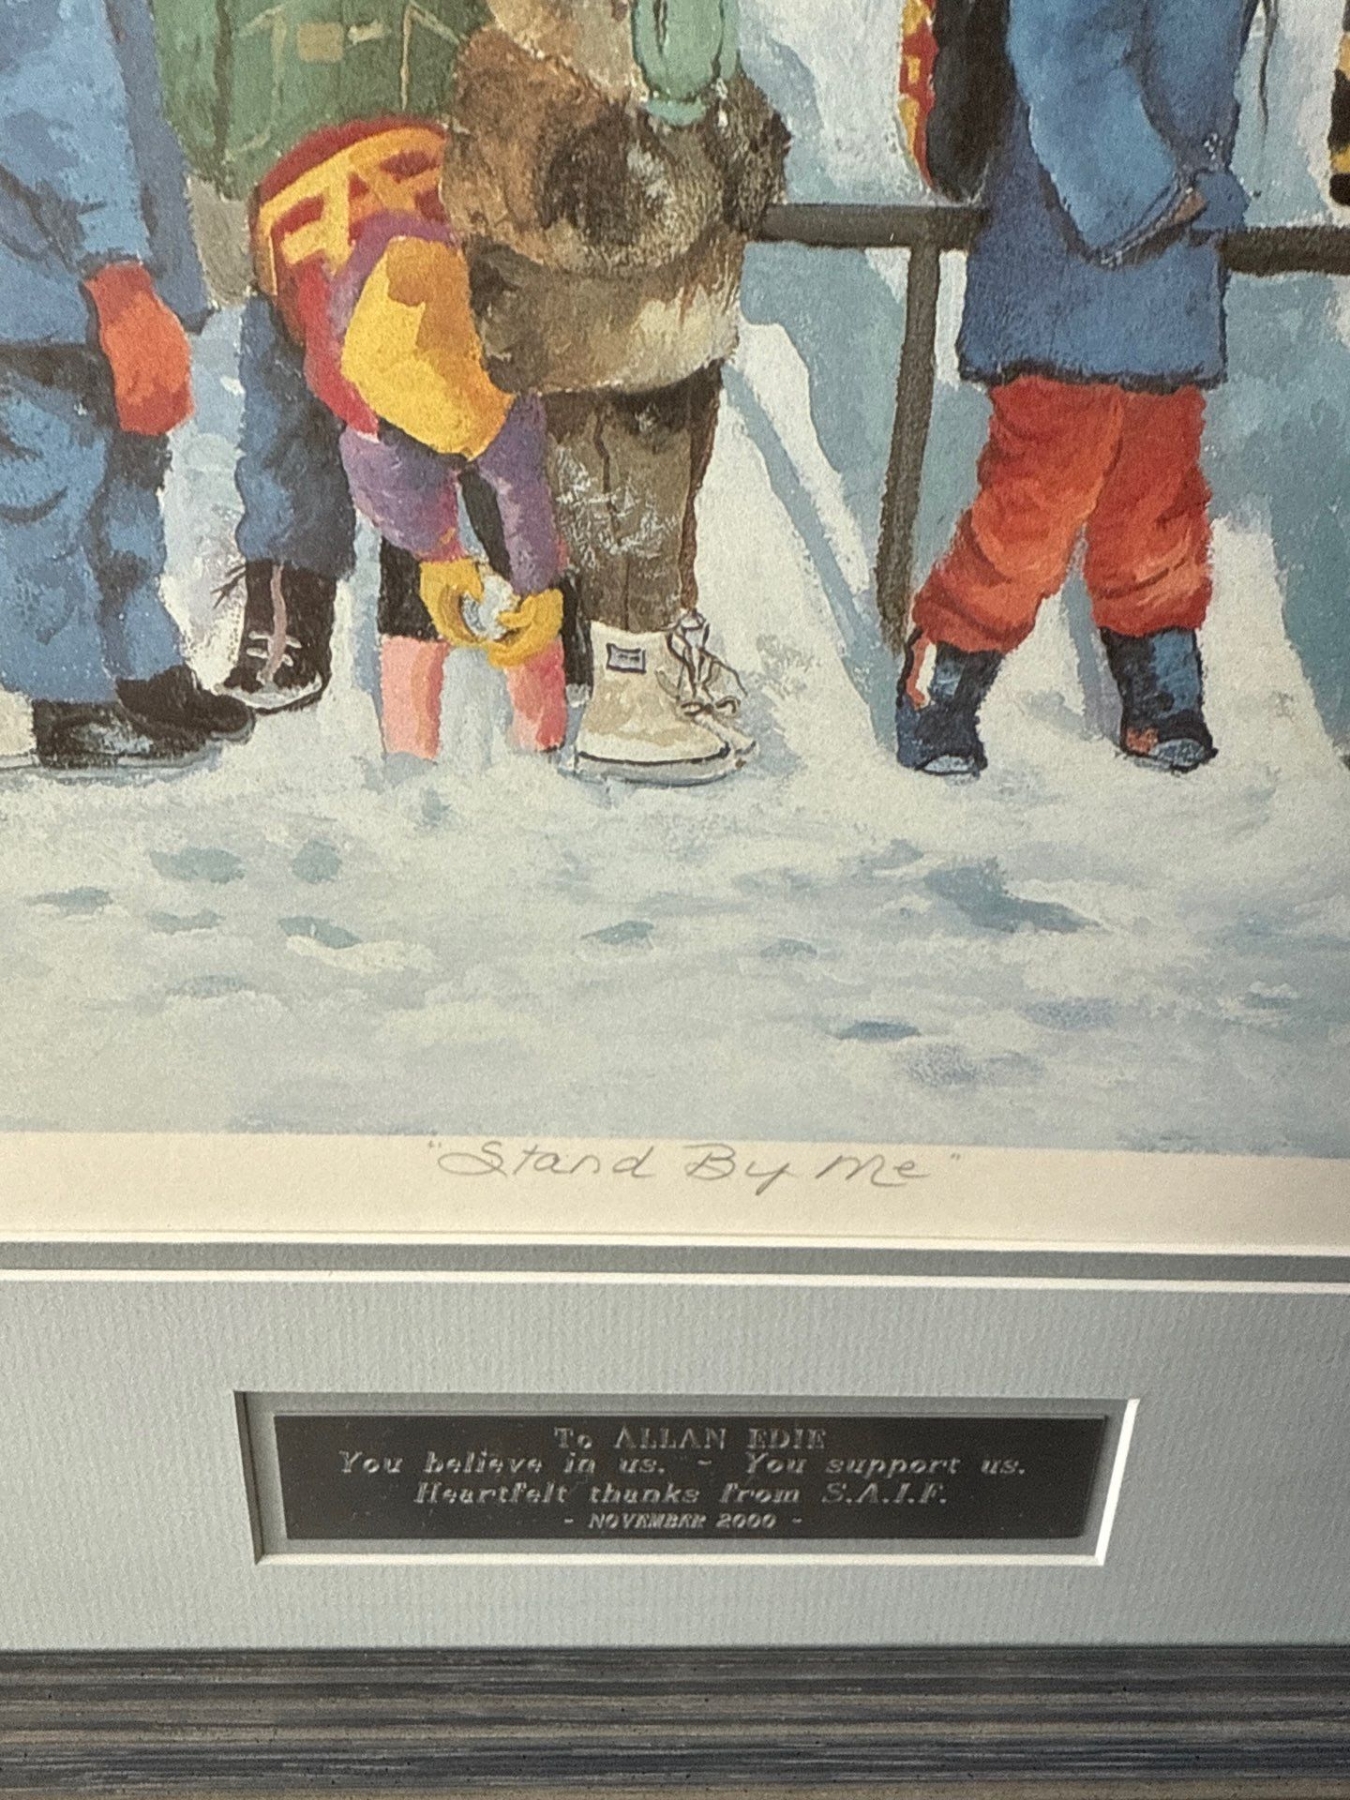 "Stand By Me"
To ALLAN EDIE
You believe in us. - You support us.
Heartfelt thanks from S.A.I.F.
- NOVEMBER 2000 -